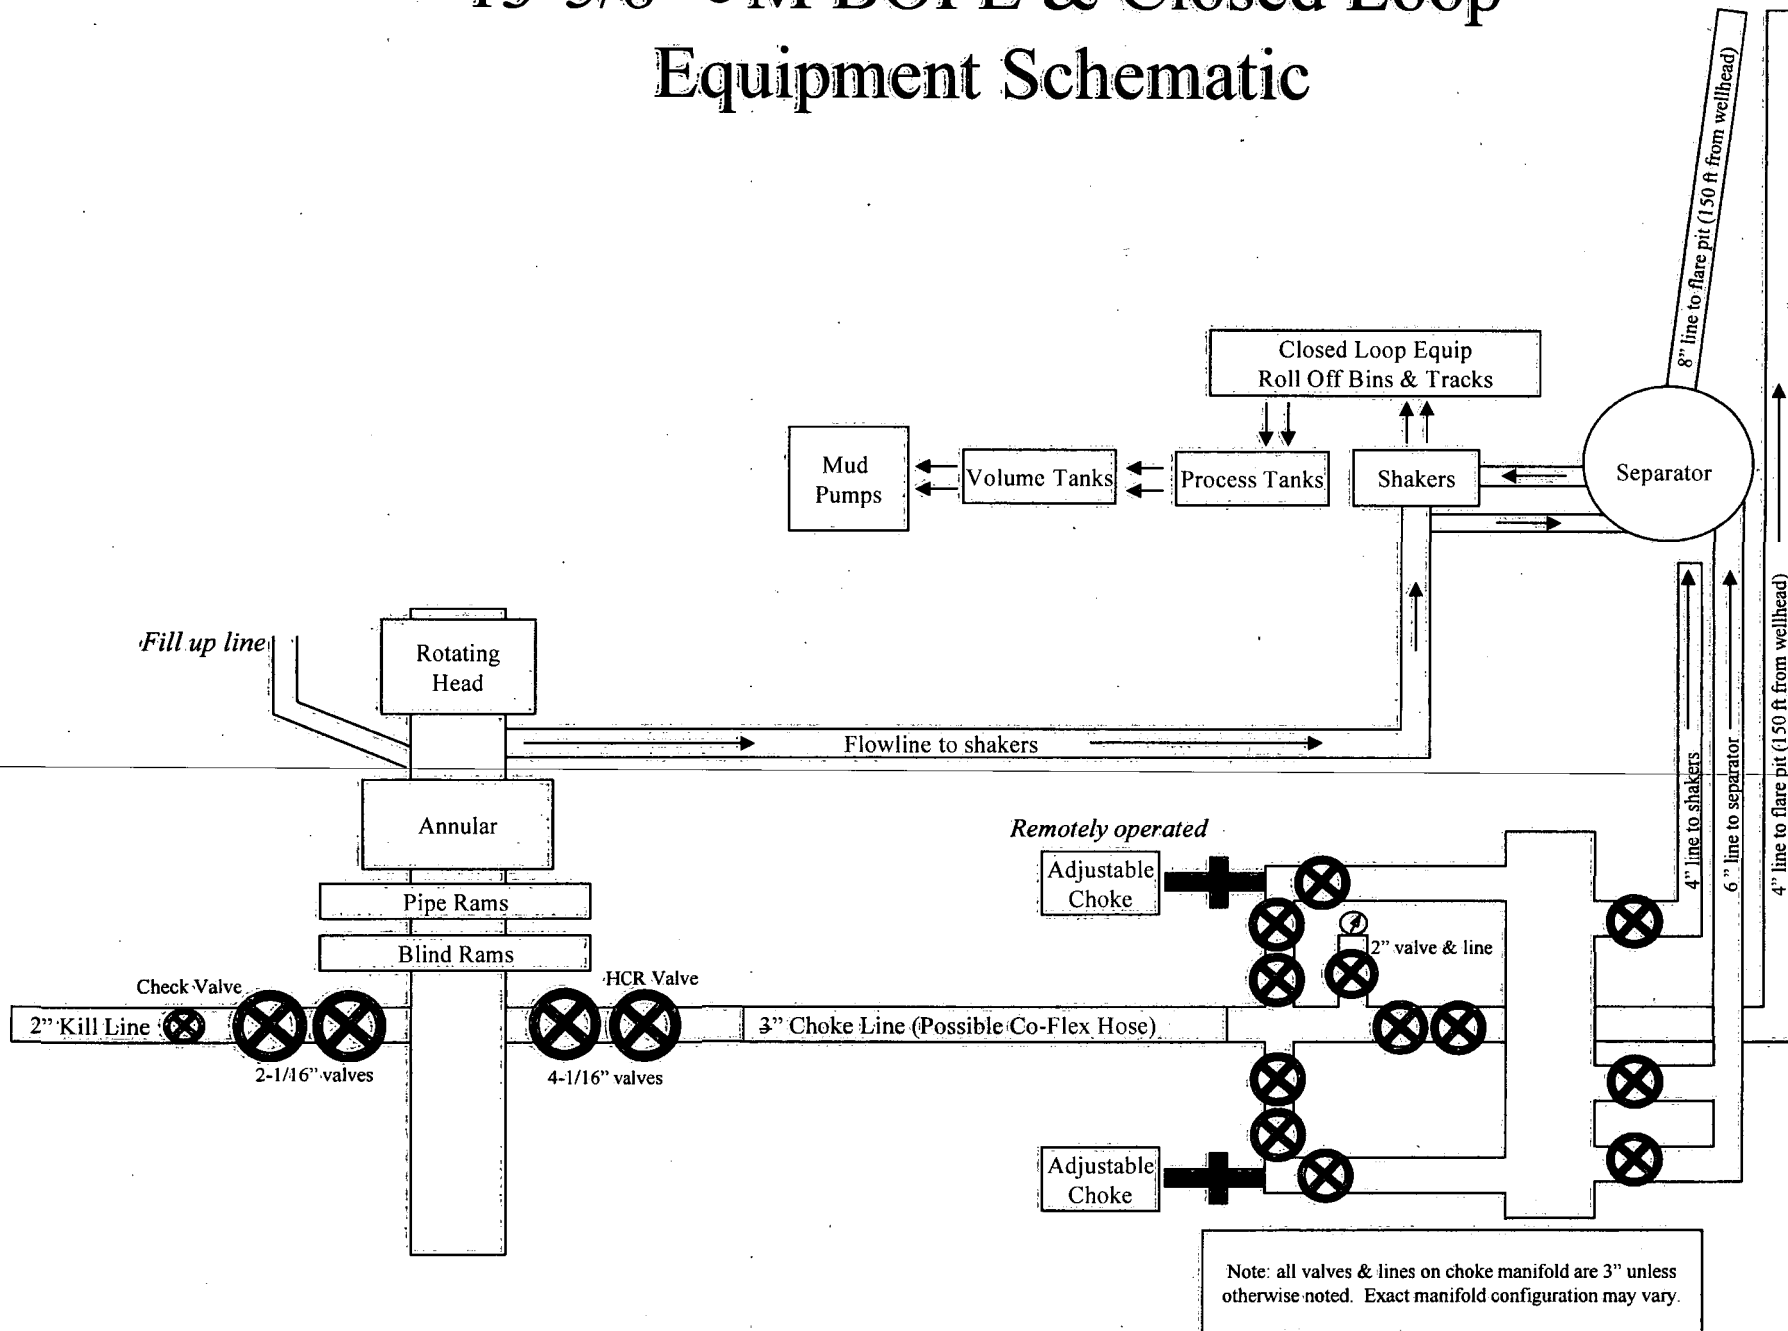 M BOPE & Closed Loop
Equipment Schematic
8” line to flare pit (150 ft from wellhead)
Closed Loop Equip
Roll Off Bins & Tracks
Mud
Pumps
Volume Tanks
Process Tanks
Shakers
Separator
Fill up line
Rotating
Head
Flowline to shakers
4” line to shakers
6” line to separator
4” line to flare pit (150 ft from wellhead)
Annular
Remotely operated
Adjustable
Choke
Pipe Rams
Blind Rams
2” valve & line
Check Valve
HCR Valve
2” Kill Line
3” Choke Line (Possible Co-Flex Hose)
2-1/16” valves
4-1/16” valves
Adjustable
Choke
Note: all valves & lines on choke manifold are 3” unless
otherwise noted. Exact manifold configuration may vary.